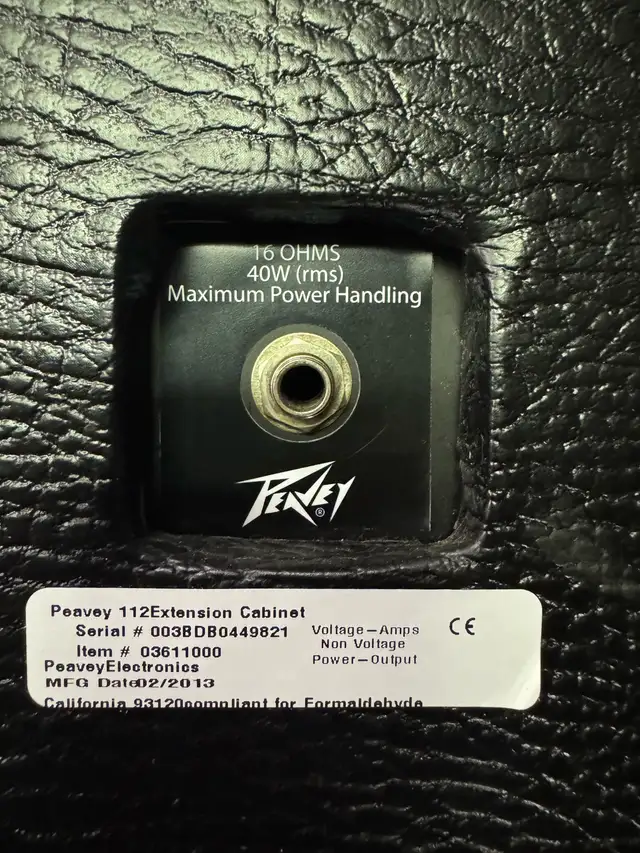 16 OHMS
40W (rms)
Maximum Power Handling
PEAVEY ®
Peavey 112Extension Cabinet
Serial # 003BDB0449821
Item # 03611000
PeaveyElectronics
MFG Date02/2013
California 93120compliant for Formaldehyde
Voltage-Amps
Non Voltage
Power-Output
CE